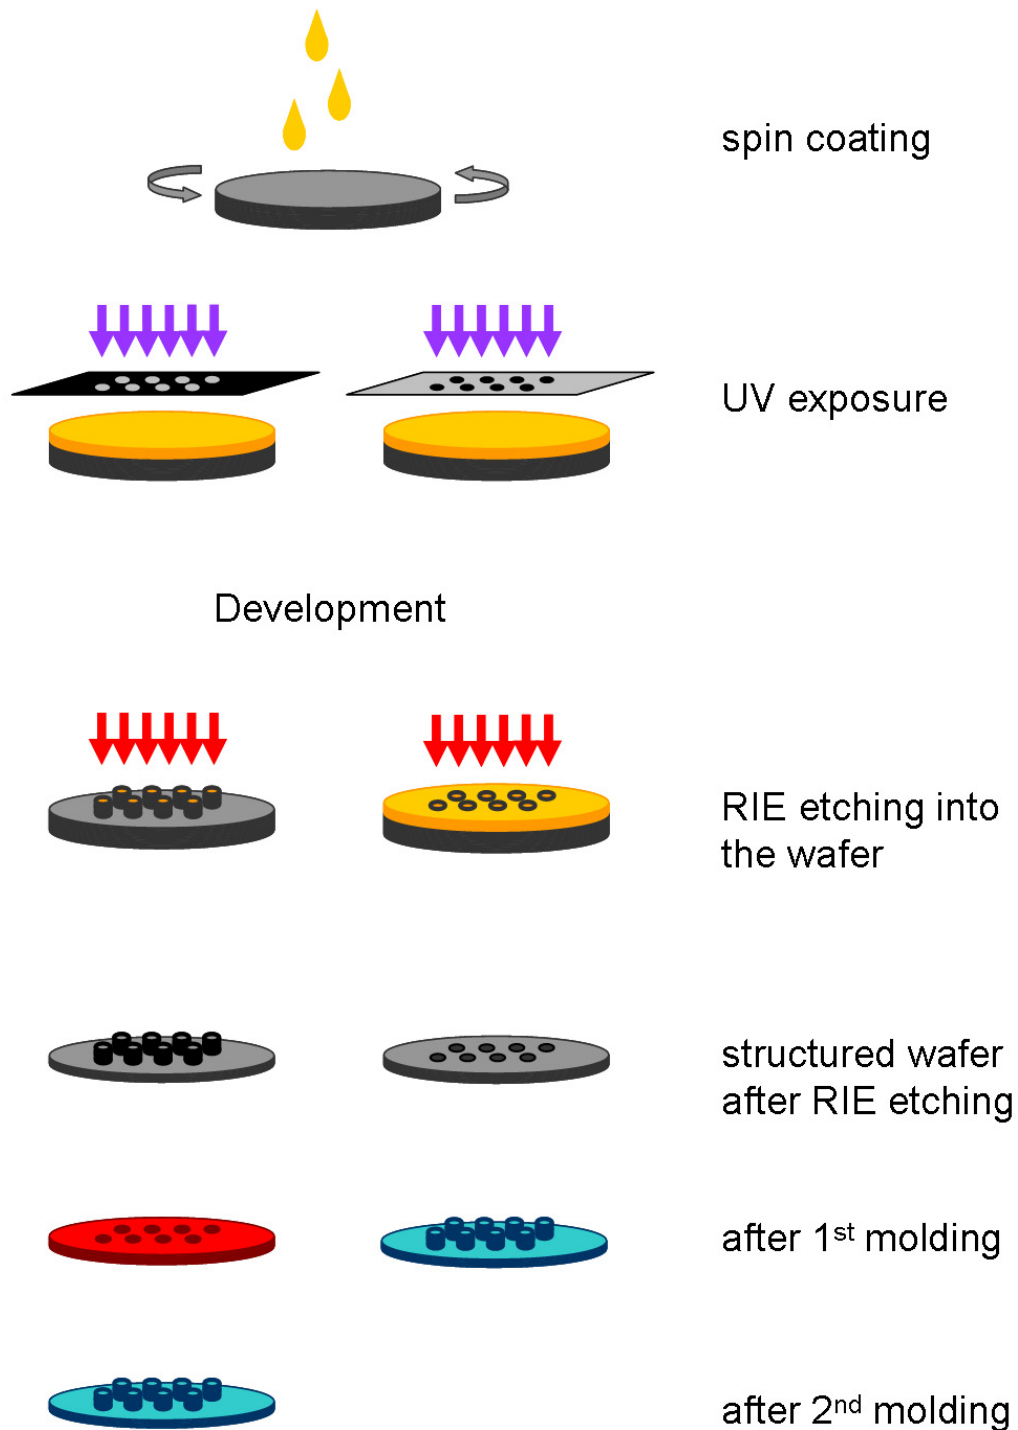 spin coating
UV exposure
Development
RIE etching into
the wafer
structured wafer
after RIE etching
after 1st molding
after 2nd molding